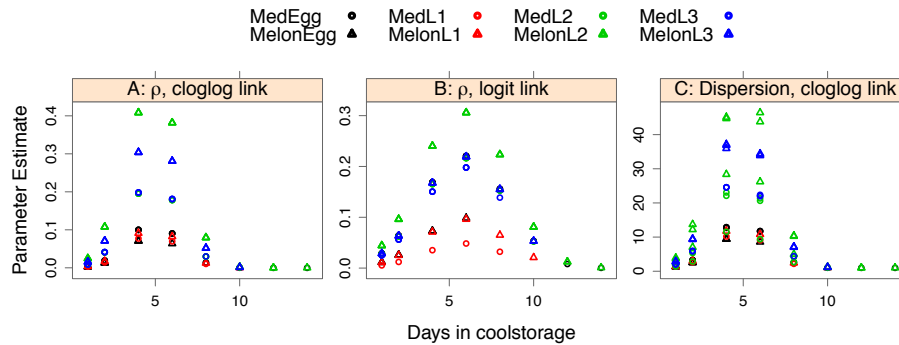 MedEgg MedL1 MedL2 MedL3
MelonEgg MelonL1 MelonL2 MelonL3
A: ρ, cloglog link B: ρ, logit link C: Dispersion, cloglog link
Parameter Estimate
0.4
0.3
0.2
0.1
0.0
0.3
0.2
0.1
0.0
40
30
20
10
0
5 10 5 10 5 10
Days in coolstorage